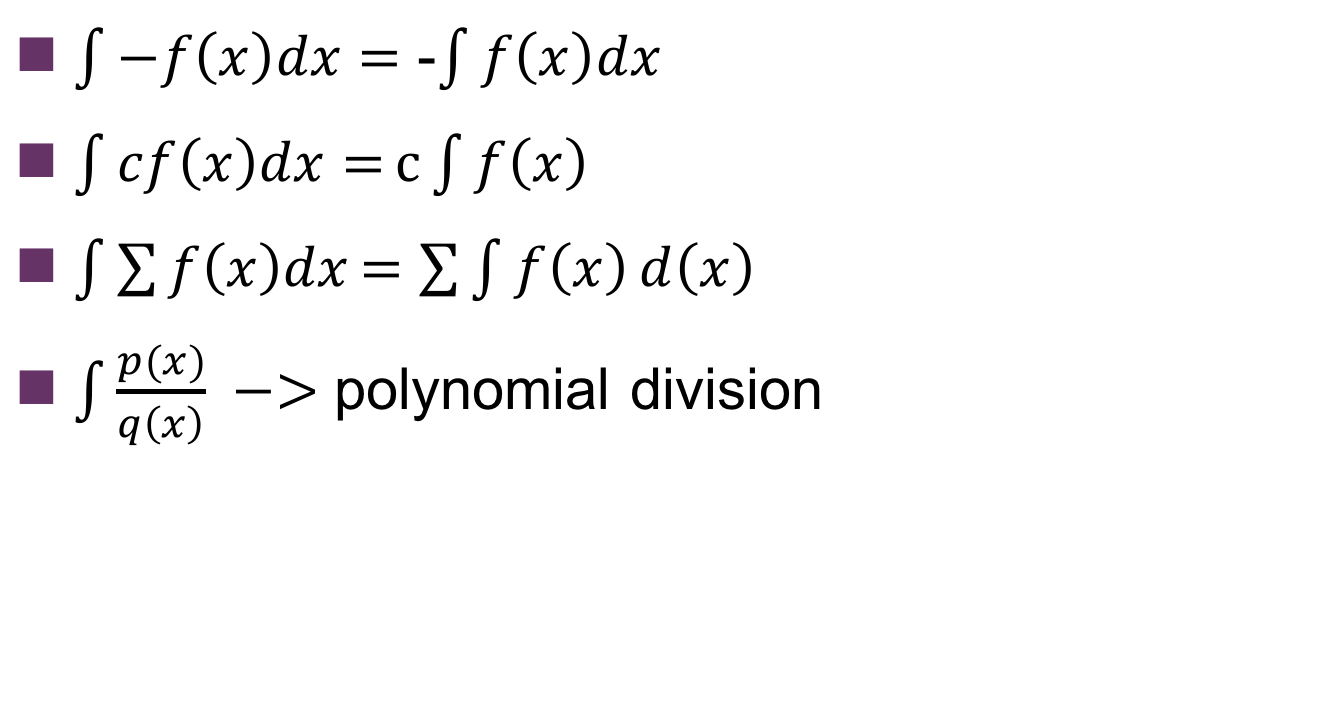 ■ ∫ −f(x)dx = -∫ f(x)dx
■ ∫ cf(x)dx = c ∫ f(x)
■ ∫ ∑ f(x)dx = ∑ ∫ f(x) d(x)
■ ∫ p(x)/q(x) −> polynomial division